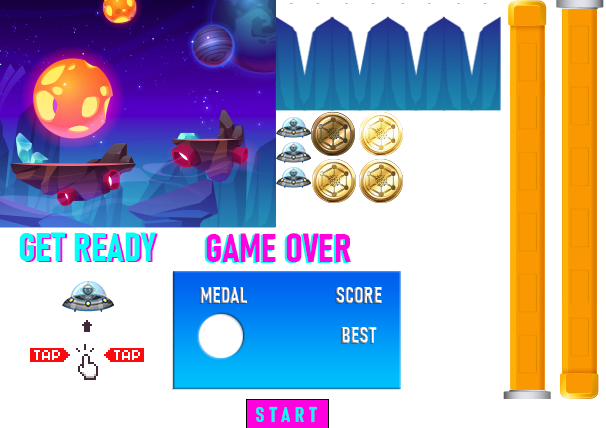 GET READY
GAME OVER
MEDAL
SCORE
BEST
TAP
TAP
START